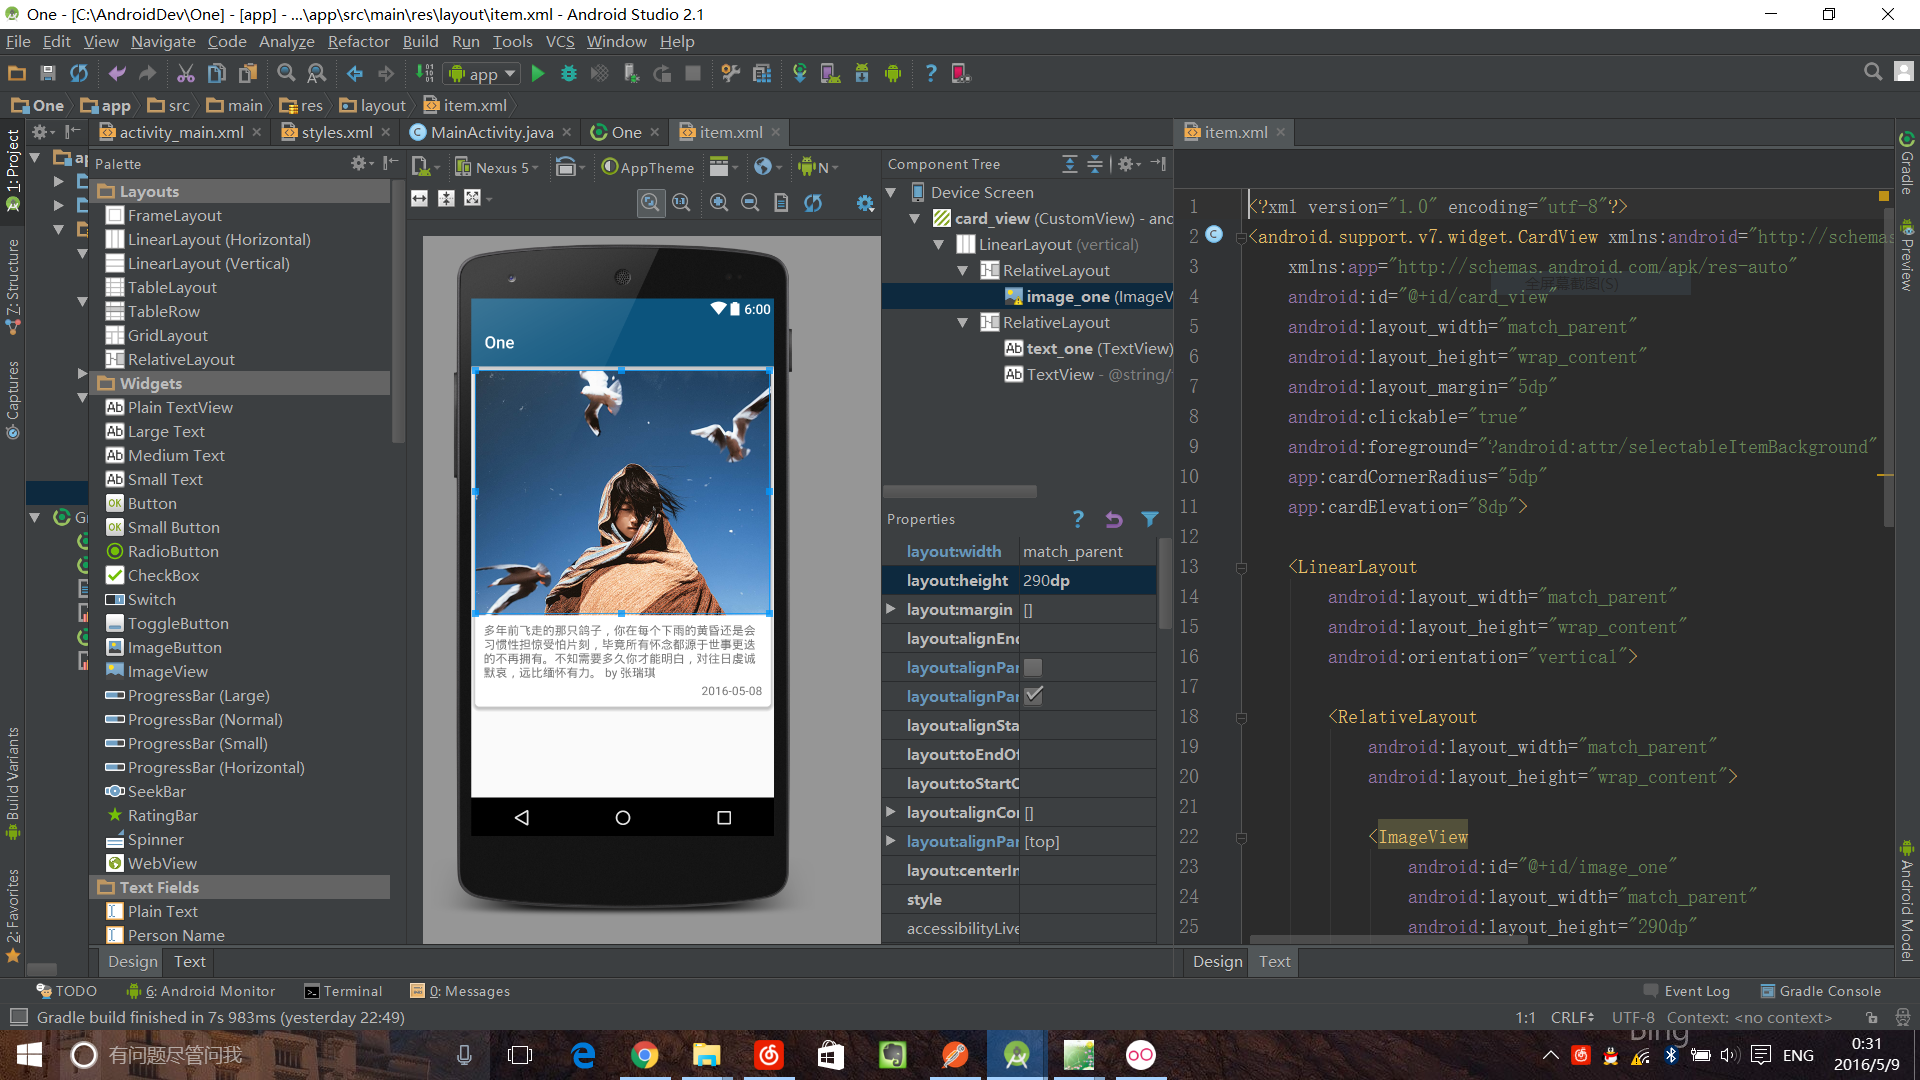 One - [C:\AndroidDev\One] - [app] - ...\app\src\main\res\layout\item.xml - Android Studio 2.1
File Edit View Navigate Code Analyze Refactor Build Run Tools VCS Window Help
app
One app src main res layout item.xml
activity_main.xml styles.xml MainActivity.java One item.xml
item.xml
1: Project
Z: Structure
Captures
Build Variants
2: Favorites
Palette
Layouts
FrameLayout
LinearLayout (Horizontal)
LinearLayout (Vertical)
TableLayout
TableRow
GridLayout
RelativeLayout
Widgets
Plain TextView
Large Text
Medium Text
Small Text
Button
Small Button
RadioButton
CheckBox
Switch
ToggleButton
ImageButton
ImageView
ProgressBar (Large)
ProgressBar (Normal)
ProgressBar (Small)
ProgressBar (Horizontal)
SeekBar
RatingBar
Spinner
WebView
Text Fields
Plain Text
Person Name
Design Text
Nexus 5 AppTheme N
6:00
One
多年前飞走的那只鸽子，你在每个下雨的黄昏还是会
习惯性担惊受怕片刻，毕竟所有怀念都源于世事更迭
的不再拥有。不知需要多久你才能明白，对往日虔诚
默哀，远比缅怀有力。 by 张瑞琪
2016-05-08
Component Tree
Device Screen
card_view (CustomView) - anc
LinearLayout (vertical)
RelativeLayout
image_one (ImageV
RelativeLayout
Ab text_one (TextView)
Ab TextView - @string/
Properties
layout:width match_parent
layout:height 290dp
layout:margin []
layout:alignEnc
layout:alignPar
layout:alignPar
layout:alignSta
layout:toEndOf
layout:toStartC
layout:alignCor []
layout:alignPar [top]
layout:centerIn
style
accessibilityLive
1 <?xml version="1.0" encoding="utf-8"?>
2 <android.support.v7.widget.CardView xmlns:android="http://schemas
3 xmlns:app="http://schemas.android.com/apk/res-auto"
全屏幕截图(S)
4 android:id="@+id/card_view"
5 android:layout_width="match_parent"
6 android:layout_height="wrap_content"
7 android:layout_margin="5dp"
8 android:clickable="true"
9 android:foreground="?android:attr/selectableItemBackground"
10 app:cardCornerRadius="5dp"
11 app:cardElevation="8dp">
12
13 <LinearLayout
14 android:layout_width="match_parent"
15 android:layout_height="wrap_content"
16 android:orientation="vertical">
17
18 <RelativeLayout
19 android:layout_width="match_parent"
20 android:layout_height="wrap_content">
21
22 <ImageView
23 android:id="@+id/image_one"
24 android:layout_width="match_parent"
25 android:layout_height="290dp"
Design Text
Gradle
Preview
Android Model
TODO 6: Android Monitor Terminal 0: Messages Event Log Gradle Console
Gradle build finished in 7s 983ms (yesterday 22:49) 1:1 CRLF UTF-8 Context: <no context>
Bing
有问题尽管问我
ENG
0:31
2016/5/9